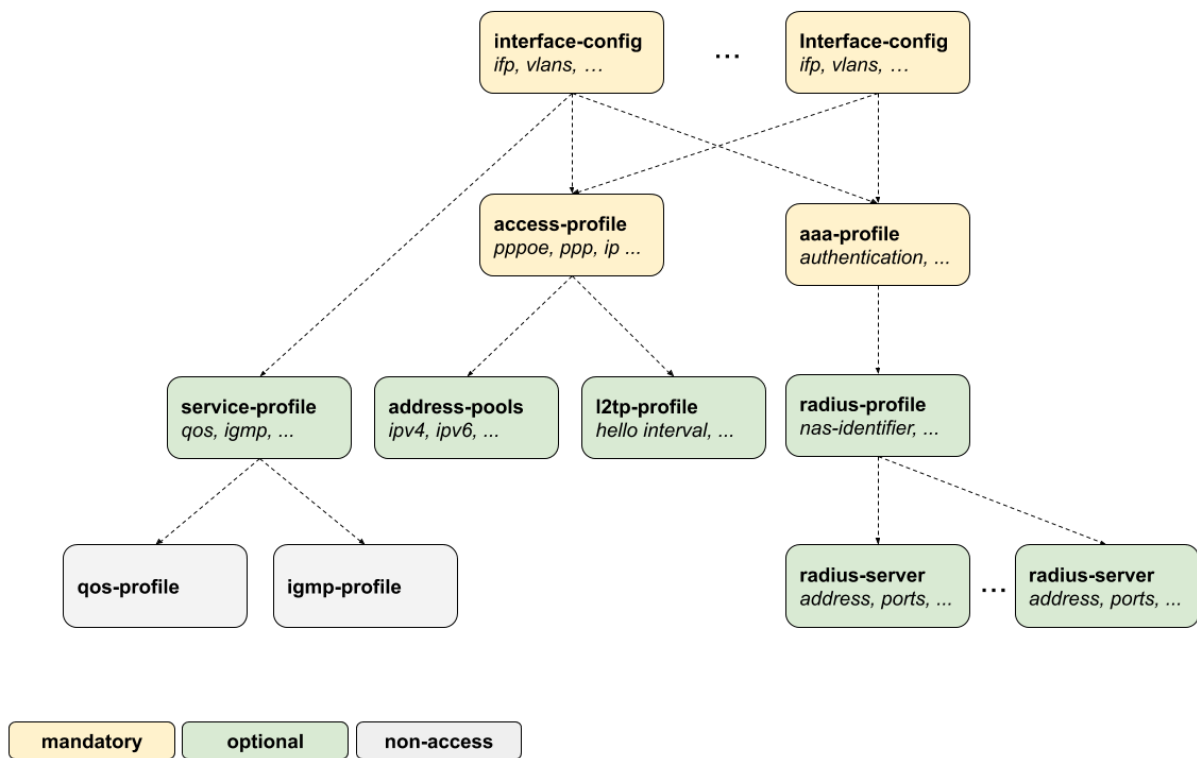 interface-config
ifp, vlans, …
...
Interface-config
ifp, vlans, …
access-profile
pppoe, ppp, ip ...
aaa-profile
authentication, ...
service-profile
qos, igmp, ...
address-pools
ipv4, ipv6, ...
l2tp-profile
hello interval, ...
radius-profile
nas-identifier, ...
qos-profile
igmp-profile
radius-server
address, ports, ...
...
radius-server
address, ports, ...
mandatory
optional
non-access